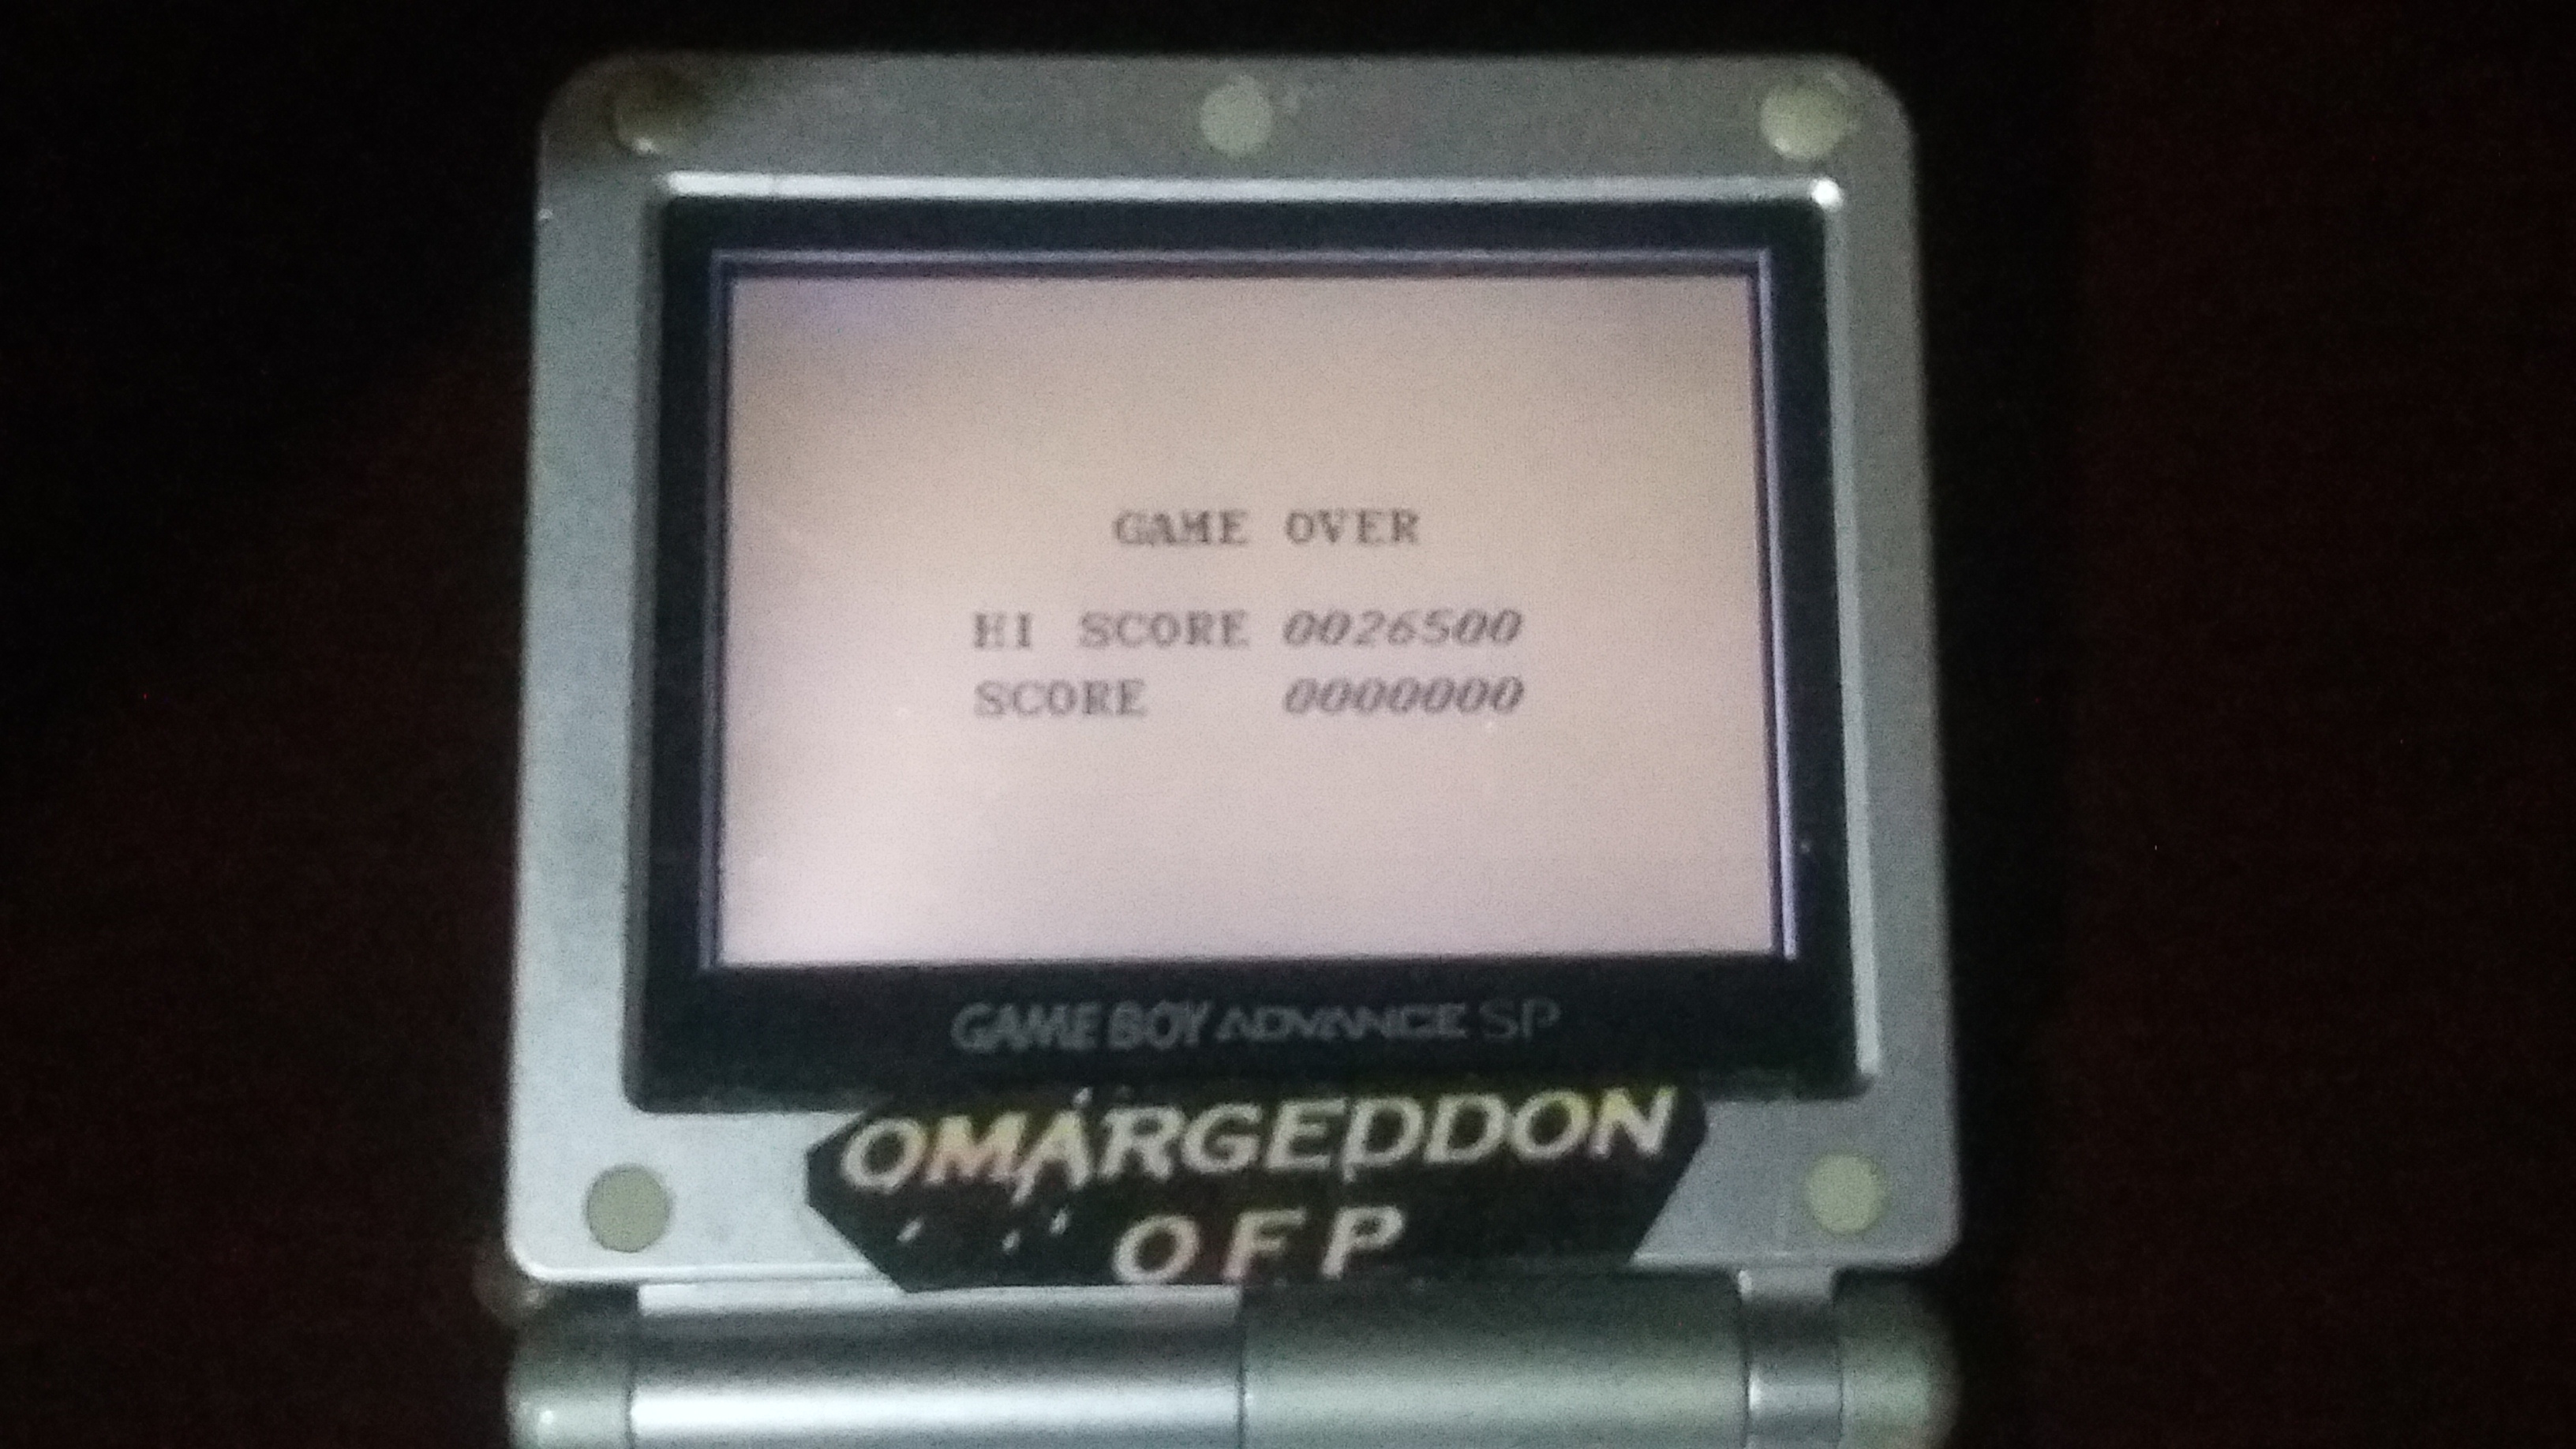 GAME OVER
HI SCORE 0026500
SCORE 0000000
GAME BOY ADVANCE SP
OMARGEDDON
OFP